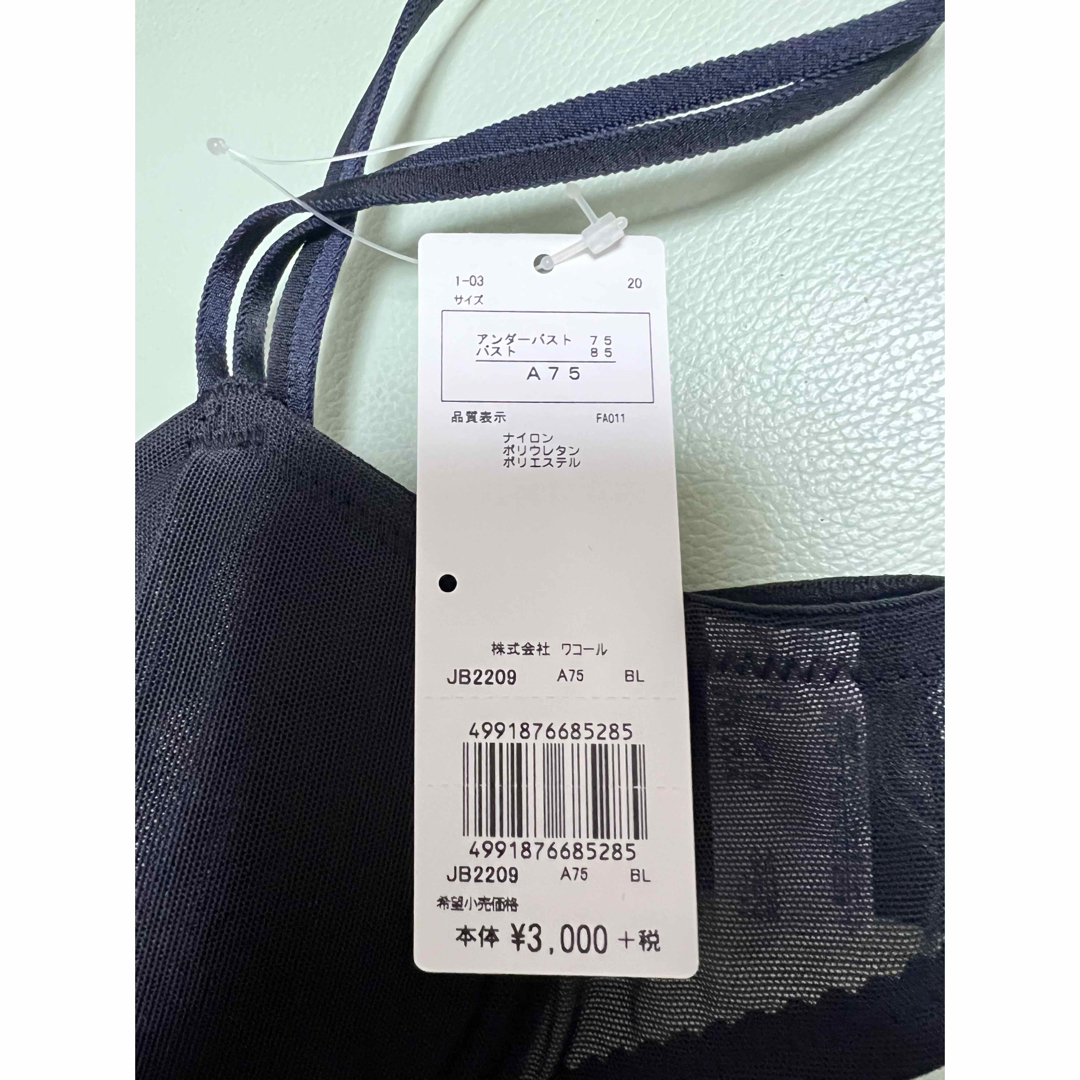 1-03 20
サイズ
アンダーバスト 75
バスト 85
A75
品質表示 FA011
ナイロン
ポリウレタン
ポリエステル
株式会社 ワコール
JB2209 A75 BL
4991876685285
4991876685285
JB2209 A75 BL
希望小売価格
本体 ¥3,000 +税